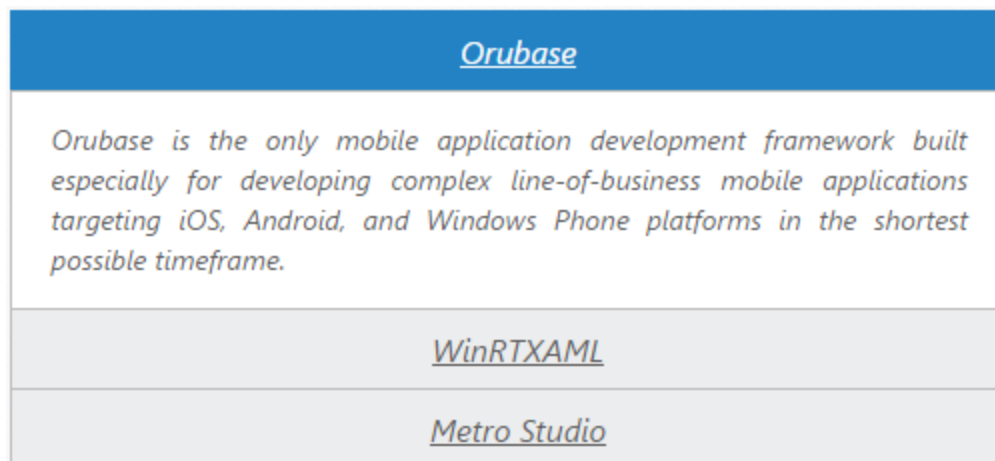 Orubase
Orubase is the only mobile application development framework built
especially for developing complex line-of-business mobile applications
targeting iOS, Android, and Windows Phone platforms in the shortest
possible timeframe.
WinRTXAML
Metro Studio